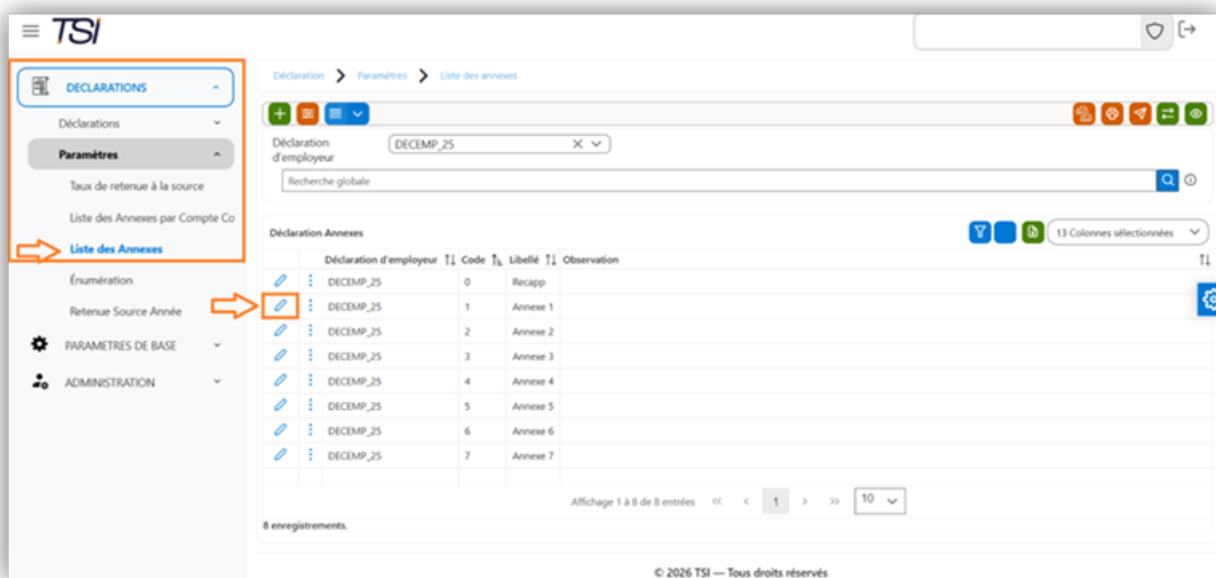 TSI
DECLARATIONS
Déclarations
Paramètres
Taux de retenue à la source
Liste des Annexes par Compte Co
Liste des Annexes
Énumération
Retenue Source Année
PARAMETRES DE BASE
ADMINISTRATION
Déclaration Paramètres Liste des annexes
Déclaration d'employeur DECEMP_25
Recherche globale
Déclaration Annexes 13 Colonnes sélectionnées
Déclaration d'employeur Code Libellé Observation
DECEMP_25 0 Recapp
DECEMP_25 1 Annexe 1
DECEMP_25 2 Annexe 2
DECEMP_25 3 Annexe 3
DECEMP_25 4 Annexe 4
DECEMP_25 5 Annexe 5
DECEMP_25 6 Annexe 6
DECEMP_25 7 Annexe 7
Affichage 1 à 8 de 8 entrées << < 1 > >> 10
8 enregistrements.
© 2026 TSI — Tous droits réservés